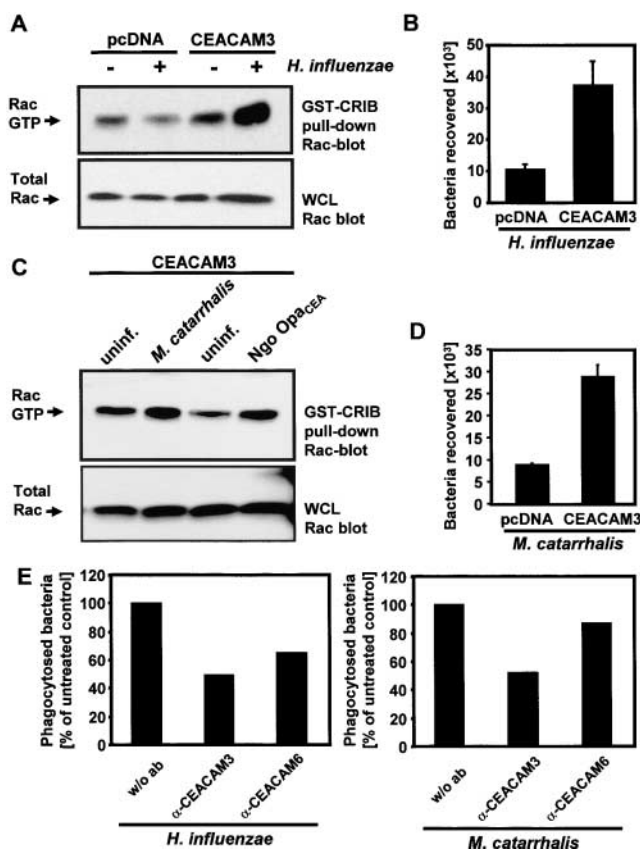 A
pcDNA CEACAM3
- + - + H. influenzae
Rac
GTP
GST-CRIB
pull-down
Rac-blot
Total
Rac
WCL
Rac blot
B
Bacteria recovered [x10³]
50
40
30
20
10
0
pcDNA CEACAM3
H. influenzae
C
CEACAM3
uninf. M. catarrhalis uninf. Ngo OpaCEA
Rac
GTP
GST-CRIB
pull-down
Rac-blot
Total
Rac
WCL
Rac blot
D
Bacteria recovered [x10³]
35
30
25
20
15
10
5
0
pcDNA CEACAM3
M. catarrhalis
E
Phagocytosed bacteria
[% of untreated control]
120
100
80
60
40
20
0
w/o ab α-CEACAM3 α-CEACAM6
H. influenzae
Phagocytosed bacteria
[% of untreated control]
120
100
80
60
40
20
0
w/o ab α-CEACAM3 α-CEACAM6
M. catarrhalis